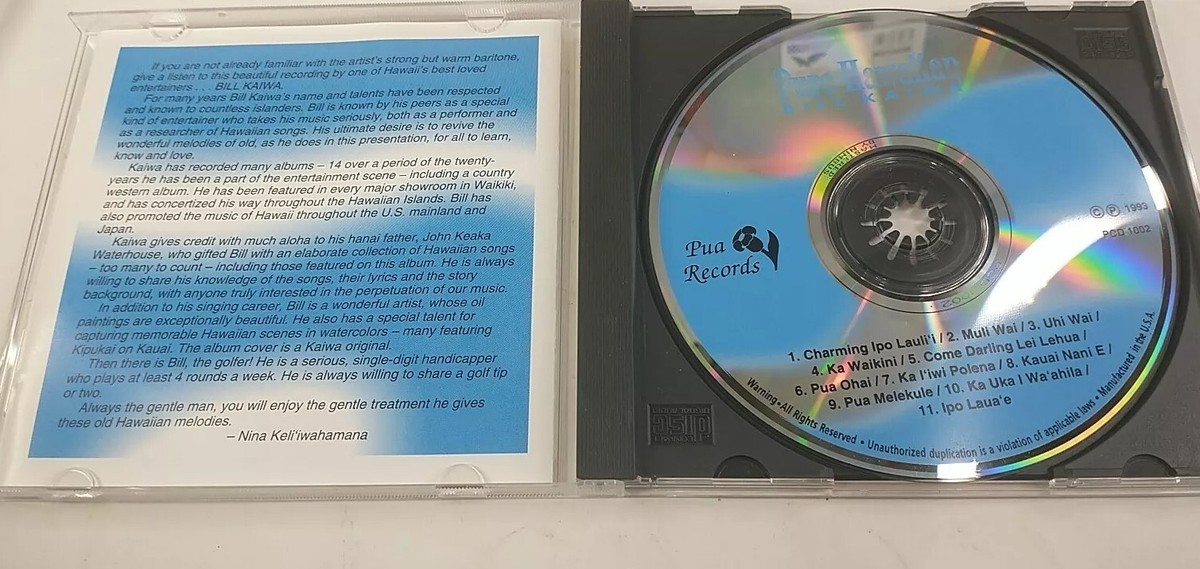 If you are not already familiar with the artist's strong but warm baritone,
give a listen to this beautiful recording by one of Hawaii's best loved
entertainers . . . BILL KAIWA.
For many years Bill Kaiwa's name and talents have been respected
and known to countless islanders. Bill is known by his peers as a special
kind of entertainer who takes his music seriously, both as a performer and
as a researcher of Hawaiian songs. His ultimate desire is to revive the
wonderful melodies of old, as he does in this presentation, for all to learn,
know and love.
Kaiwa has recorded many albums – 14 over a period of the twenty-
years he has been a part of the entertainment scene – including a country
western album. He has been featured in every major showroom in Waikiki,
and has concertized his way throughout the Hawaiian Islands. Bill has
also promoted the music of Hawaii throughout the U.S. mainland and
Japan.
Kaiwa gives credit with much aloha to his hanai father, John Keaka
Waterhouse, who gifted Bill with an elaborate collection of Hawaiian songs
– too many to count – including those featured on this album. He is always
willing to share his knowledge of the songs, their lyrics and the story
background, with anyone truly interested in the perpetuation of our music.
In addition to his singing career, Bill is a wonderful artist, whose oil
paintings are exceptionally beautiful. He also has a special talent for
capturing memorable Hawaiian scenes in watercolors – many featuring
Kipukai on Kauai. The album cover is a Kaiwa original.
Then there is Bill, the golfer! He is a serious, single-digit handicapper
who plays at least 4 rounds a week. He is always willing to share a golf tip
or two.
Always the gentle man, you will enjoy the gentle treatment he gives
these old Hawaiian melodies.
– Nina Keli'iwahamana
Pure Hawaiian
BILL KAIWA
© ℗ 1993
PCD 1002
Pua
Records
1. Charming Ipo Lauli'i / 2. Muli Wai / 3. Uhi Wai /
4. Ka Waikini / 5. Come Darling Lei Lehua /
6. Pua Ohai / 7. Ka I'iwi Polena / 8. Kauai Nani E /
9. Pua Melekule / 10. Ka Uka I Wa'ahila /
11. Ipo Laua'e
Warning • All Rights Reserved • Unauthorized duplication is a violation of applicable laws • Manufactured in the U.S.A.
COMPACT
disc
DIGITAL AUDIO